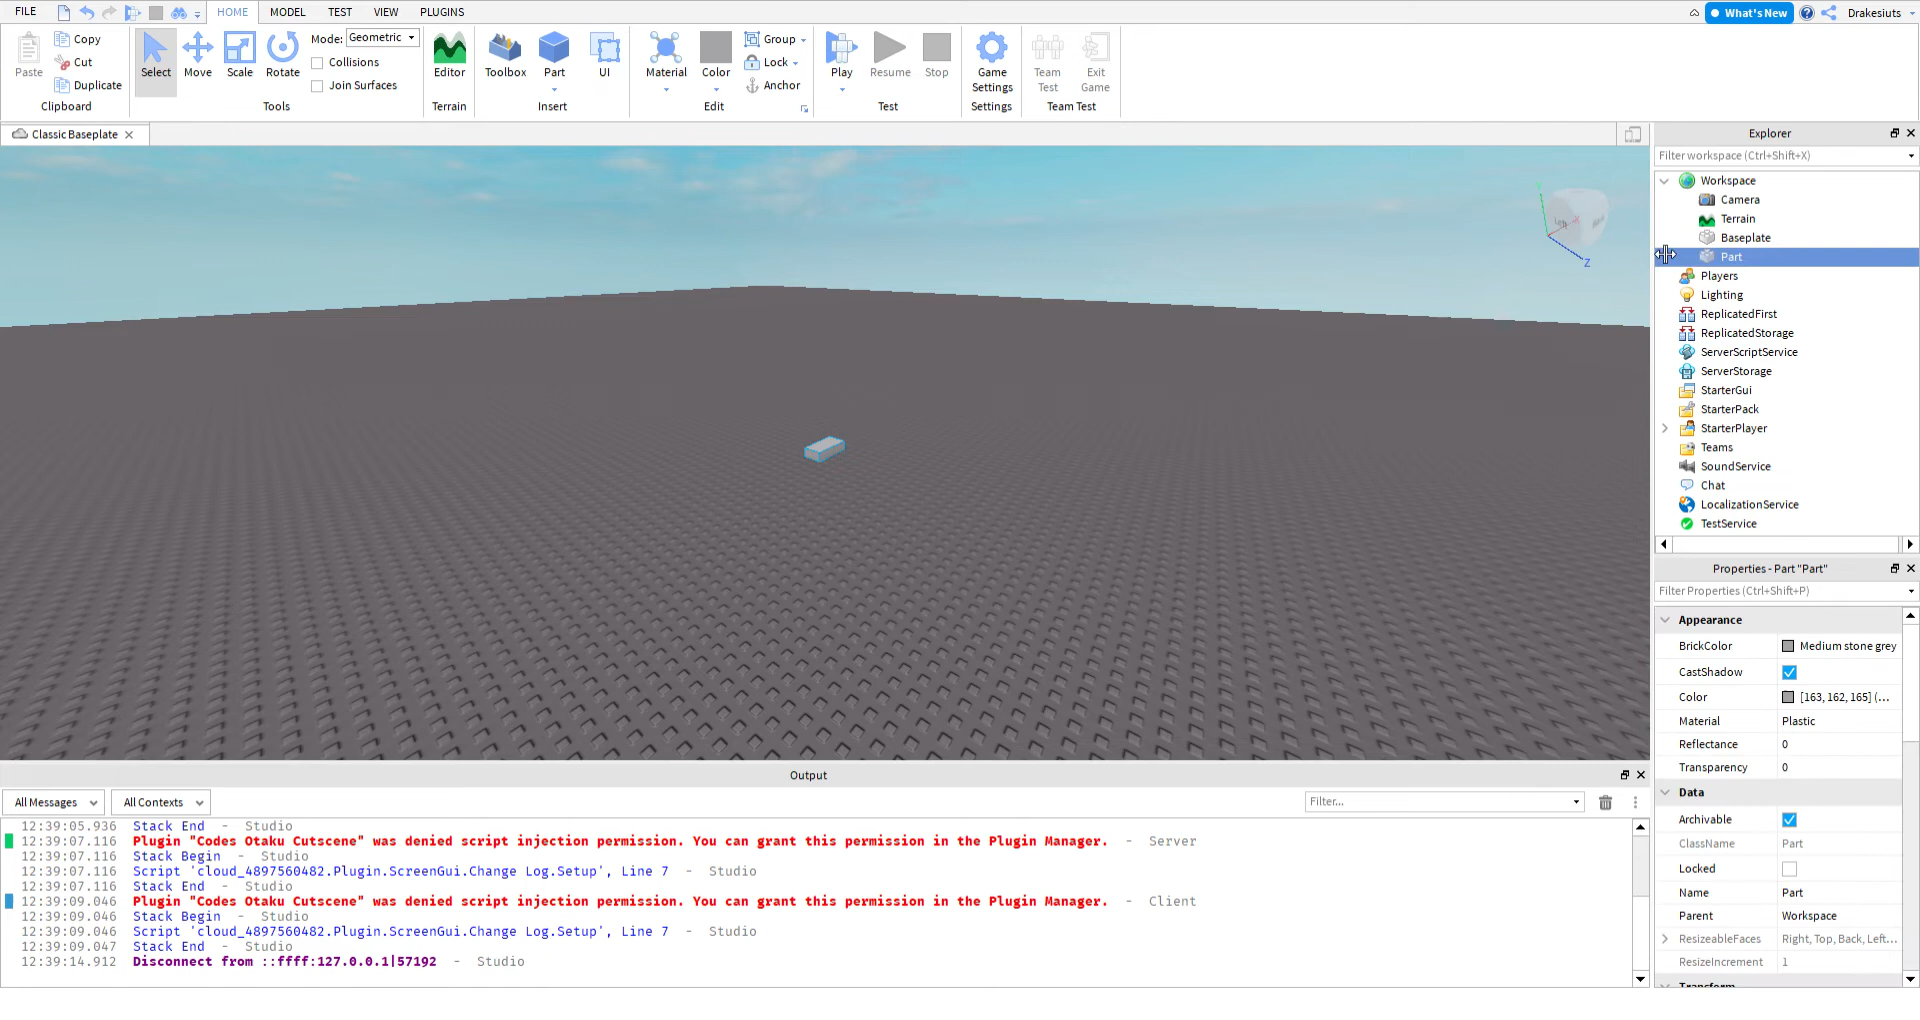 FILE
HOME
MODEL
TEST
VIEW
PLUGINS
What's New
Drakesiuts
Paste
Copy
Cut
Duplicate
Clipboard
Select
Move
Scale
Rotate
Mode: Geometric
Collisions
Join Surfaces
Tools
Editor
Terrain
Toolbox
Part
UI
Insert
Material
Color
Group
Lock
Anchor
Edit
Play
Resume
Stop
Test
Game
Settings
Settings
Team
Test
Exit
Game
Team Test
Classic Baseplate
Z
Explorer
Filter workspace (Ctrl+Shift+X)
Workspace
Camera
Terrain
Baseplate
Part
Players
Lighting
ReplicatedFirst
ReplicatedStorage
ServerScriptService
ServerStorage
StarterGui
StarterPack
StarterPlayer
Teams
SoundService
Chat
LocalizationService
TestService
Properties - Part "Part"
Filter Properties (Ctrl+Shift+P)
Appearance
BrickColor Medium stone grey
CastShadow
Color [163, 162, 165] (...
Material Plastic
Reflectance 0
Transparency 0
Data
Archivable
ClassName Part
Locked
Name Part
Parent Workspace
ResizeableFaces Right, Top, Back, Left...
ResizeIncrement 1
Transform
Output
All Messages
All Contexts
Filter...
12:39:05.936 Stack End - Studio
12:39:07.116 Plugin "Codes Otaku Cutscene" was denied script injection permission. You can grant this permission in the Plugin Manager. - Server
12:39:07.116 Stack Begin - Studio
12:39:07.116 Script 'cloud_4897560482.Plugin.ScreenGui.Change Log.Setup', Line 7 - Studio
12:39:07.116 Stack End - Studio
12:39:09.046 Plugin "Codes Otaku Cutscene" was denied script injection permission. You can grant this permission in the Plugin Manager. - Client
12:39:09.046 Stack Begin - Studio
12:39:09.046 Script 'cloud_4897560482.Plugin.ScreenGui.Change Log.Setup', Line 7 - Studio
12:39:09.047 Stack End - Studio
12:39:14.912 Disconnect from ::ffff:127.0.0.1|57192 - Studio